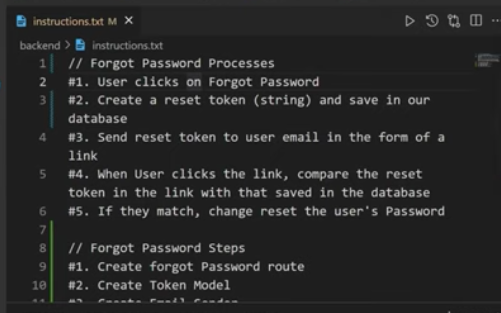 instructions.txt M
backend > instructions.txt
1 // Forgot Password Processes
2 #1. User clicks on Forgot Password
3 #2. Create a reset token (string) and save in our
database
4 #3. Send reset token to user email in the form of a
link
5 #4. When User clicks the link, compare the reset
token in the link with that saved in the database
6 #5. If they match, change reset the user's Password
7
8 // Forgot Password Steps
9 #1. Create forgot Password route
10 #2. Create Token Model
11 #3. Create Email Sender